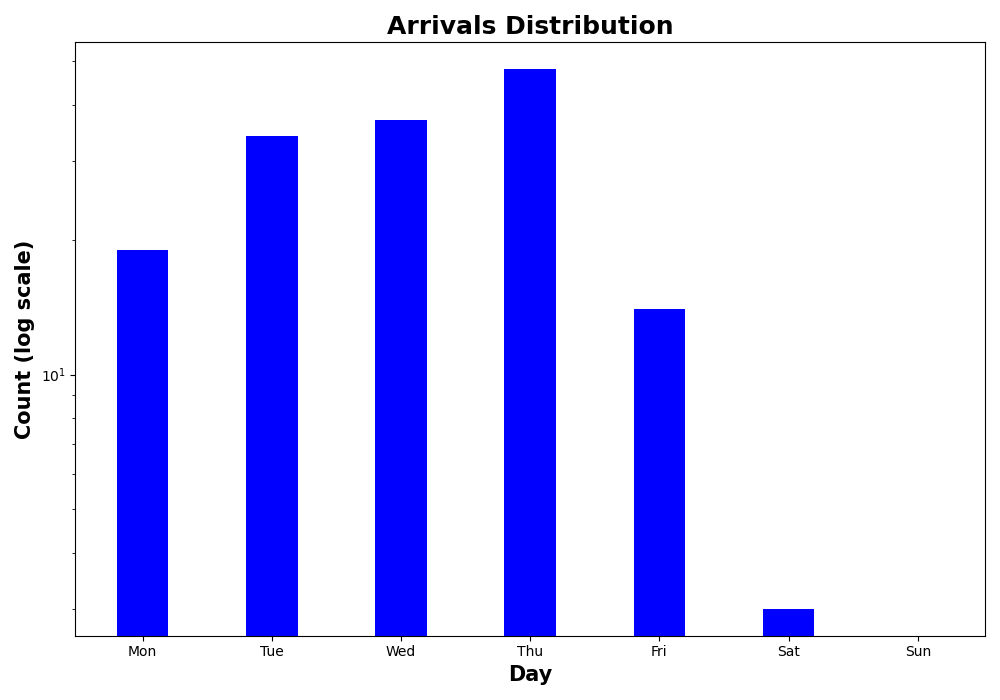 Arrivals Distribution
Count (log scale)
10¹
Mon Tue Wed Thu Fri Sat Sun
Day